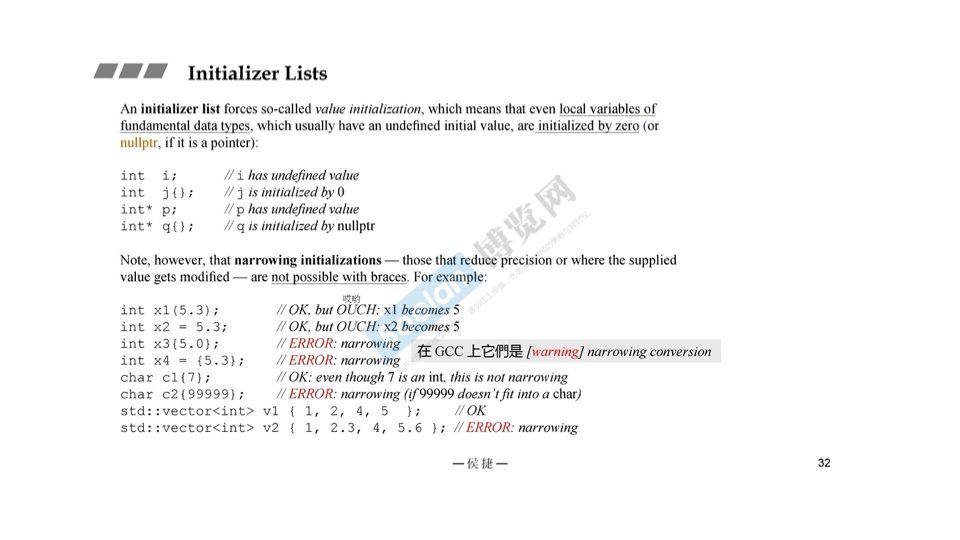 Initializer Lists
An initializer list forces so-called value initialization, which means that even local variables of
fundamental data types, which usually have an undefined initial value, are initialized by zero (or
nullptr, if it is a pointer):
int i; // i has undefined value
int j{}; // j is initialized by 0
int* p; // p has undefined value
int* q{}; // q is initialized by nullptr
Note, however, that narrowing initializations — those that reduce precision or where the supplied
value gets modified — are not possible with braces. For example:
哎哟
int x1(5.3); // OK, but OUCH: x1 becomes 5
int x2 = 5.3; // OK, but OUCH: x2 becomes 5
int x3{5.0}; // ERROR: narrowing
在 GCC 上它們是 [warning] narrowing conversion
int x4 = {5.3}; // ERROR: narrowing
char c1{7}; // OK: even though 7 is an int, this is not narrowing
char c2{99999}; // ERROR: narrowing (if 99999 doesn't fit into a char)
std::vector<int> v1 { 1, 2, 4, 5 }; // OK
std::vector<int> v2 { 1, 2.3, 4, 5.6 }; // ERROR: narrowing
— 侯 捷 —
32
boolan 博览网